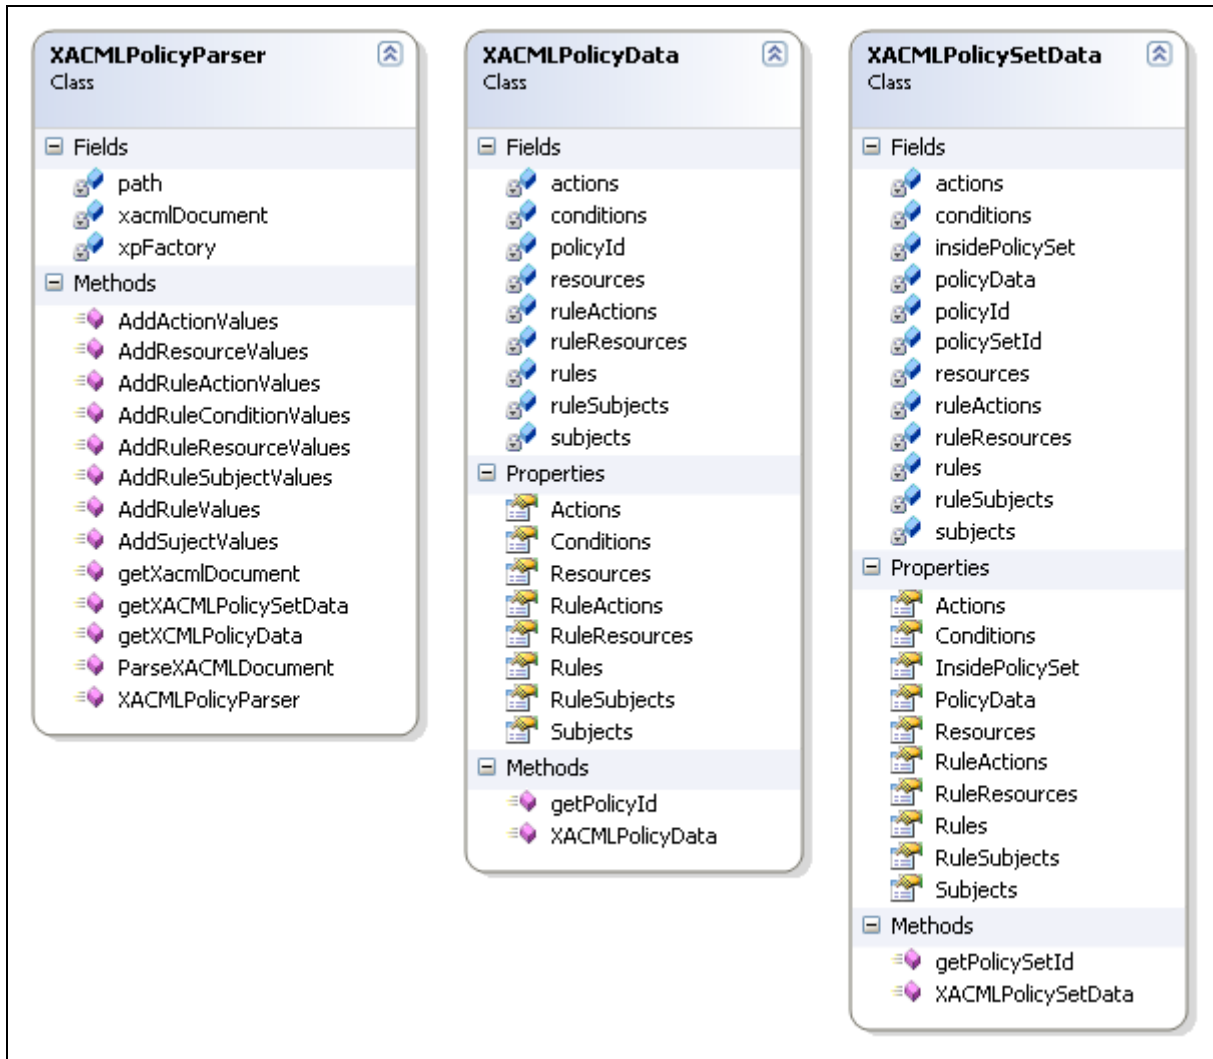 XACMLPolicyParser
Class
Fields
path
xacmlDocument
xpFactory
Methods
AddActionValues
AddResourceValues
AddRuleActionValues
AddRuleConditionValues
AddRuleResourceValues
AddRuleSubjectValues
AddRuleValues
AddSujectValues
getXacmlDocument
getXACMLPolicySetData
getXCMLPolicyData
ParseXACMLDocument
XACMLPolicyParser
XACMLPolicyData
Class
Fields
actions
conditions
policyId
resources
ruleActions
ruleResources
rules
ruleSubjects
subjects
Properties
Actions
Conditions
Resources
RuleActions
RuleResources
Rules
RuleSubjects
Subjects
Methods
getPolicyId
XACMLPolicyData
XACMLPolicySetData
Class
Fields
actions
conditions
insidePolicySet
policyData
policyId
policySetId
resources
ruleActions
ruleResources
rules
ruleSubjects
subjects
Properties
Actions
Conditions
InsidePolicySet
PolicyData
Resources
RuleActions
RuleResources
Rules
RuleSubjects
Subjects
Methods
getPolicySetId
XACMLPolicySetData